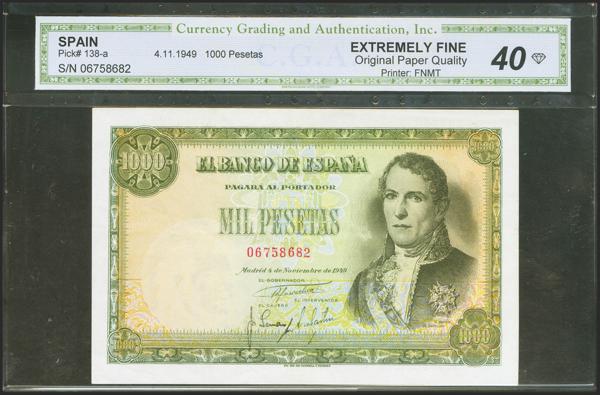 Currency Grading and Authentication, Inc.
SPAIN
Pick# 138-a
4.11.1949 1000 Pesetas
S/N 06758682
EXTREMELY FINE
Original Paper Quality
Printer: FNMT
40
1000
1000
EL BANCO DE ESPAÑA
PAGARA AL PORTADOR
MIL PESETAS
06758682
Madrid 4 de Noviembre de 1949
EL GOBERNADOR
EL INTERVENTOR
EL CAJERO
1000
1000